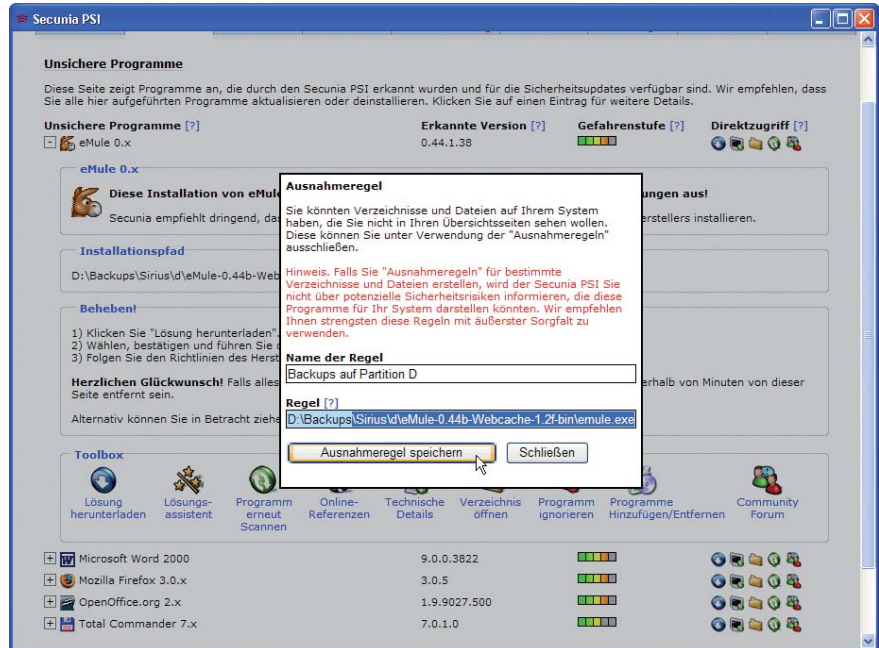 Secunia PSI
Unsichere Programme
Diese Seite zeigt Programme an, die durch den Secunia PSI erkannt wurden und für die Sicherheitsupdates verfügbar sind. Wir empfehlen, dass
Sie alle hier aufgeführten Programme aktualisieren oder deinstallieren. Klicken Sie auf einen Eintrag für weitere Details.
Unsichere Programme [?] Erkannte Version [?] Gefahrenstufe [?] Direktzugriff [?]
eMule 0.x 0.44.1.38
eMule 0.x
Diese Installation von eMule ungen aus!
Secunia empfiehlt dringend, das erstellers installieren.
Installationspfad
D:\Backups\Sirius\d\eMule-0.44b-Web
Beheben!
1) Klicken Sie "Lösung herunterladen".
2) Wählen, bestätigen und führen Sie
3) Folgen Sie den Richtlinien des Herst
Herzlichen Glückwunsch! Falls alles erhalb von Minuten von dieser
Seite entfernt sein.
Alternativ können Sie in Betracht ziehe
Ausnahmeregel
Sie könnten Verzeichnisse und Dateien auf Ihrem System
haben, die Sie nicht in Ihren Übersichtsseiten sehen wollen.
Diese können Sie unter Verwendung der "Ausnahmeregeln"
ausschließen.
Hinweis. Falls Sie "Ausnahmeregeln" für bestimmte
Verzeichnisse und Dateien erstellen, wird der Secunia PSI Sie
nicht über potenzielle Sicherheitsrisiken informieren, die diese
Programme für Ihr System darstellen könnten. Wir empfehlen
Ihnen strengsten diese Regeln mit äußerster Sorgfalt zu
verwenden.
Name der Regel
Backups auf Partition D
Regel [?]
D:\Backups\Sirius\d\eMule-0.44b-Webcache-1.2f-bin\emule.exe
Ausnahmeregel speichern Schließen
Toolbox
Lösung herunterladen
Lösungs-assistent
Programm erneut Scannen
Online-Referenzen
Technische Details
Verzeichnis öffnen
Programm ignorieren
Programme Hinzufügen/Entfernen
Community Forum
Microsoft Word 2000 9.0.0.3822
Mozilla Firefox 3.0.x 3.0.5
OpenOffice.org 2.x 1.9.9027.500
Total Commander 7.x 7.0.1.0